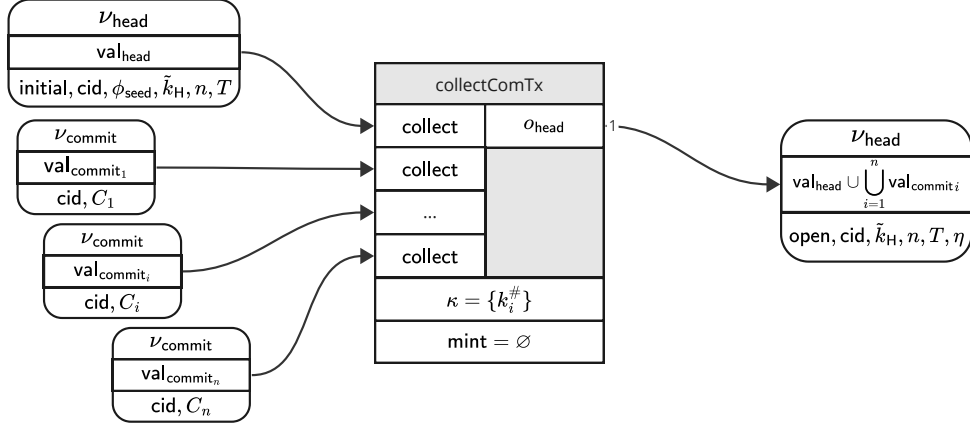 ν_head
val_head
initial, cid, ϕ_seed, k̃_H, n, T
ν_commit
val_commit_1
cid, C_1
ν_commit
val_commit_i
cid, C_i
ν_commit
val_commit_n
cid, C_n
collectComTx
collect o_head 1
collect
...
collect
κ = {k_i^#}
mint = ∅
ν_head
val_head ∪ ⋃_{i=1}^{n} val_commit_i
open, cid, k̃_H, n, T, η